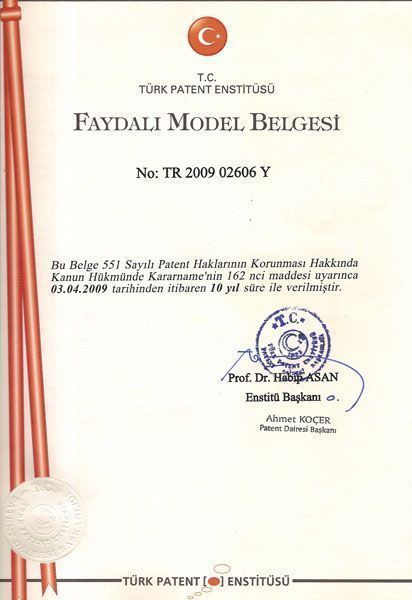 T.C.
TÜRK PATENT ENSTİTÜSÜ
FAYDALI MODEL BELGESİ
No: TR 2009 02606 Y
Bu Belge 551 Sayılı Patent Haklarının Korunması Hakkında
Kanun Hükmünde Kararname'nin 162 nci maddesi uyarınca
03.04.2009 tarihinden itibaren 10 yıl süre ile verilmiştir.
T.C.
Prof. Dr. Habip ASAN
Enstitü Başkanı
Ahmet KOÇER
Patent Dairesi Başkanı
T.C.
TÜRK PATENT ENSTİTÜSÜ